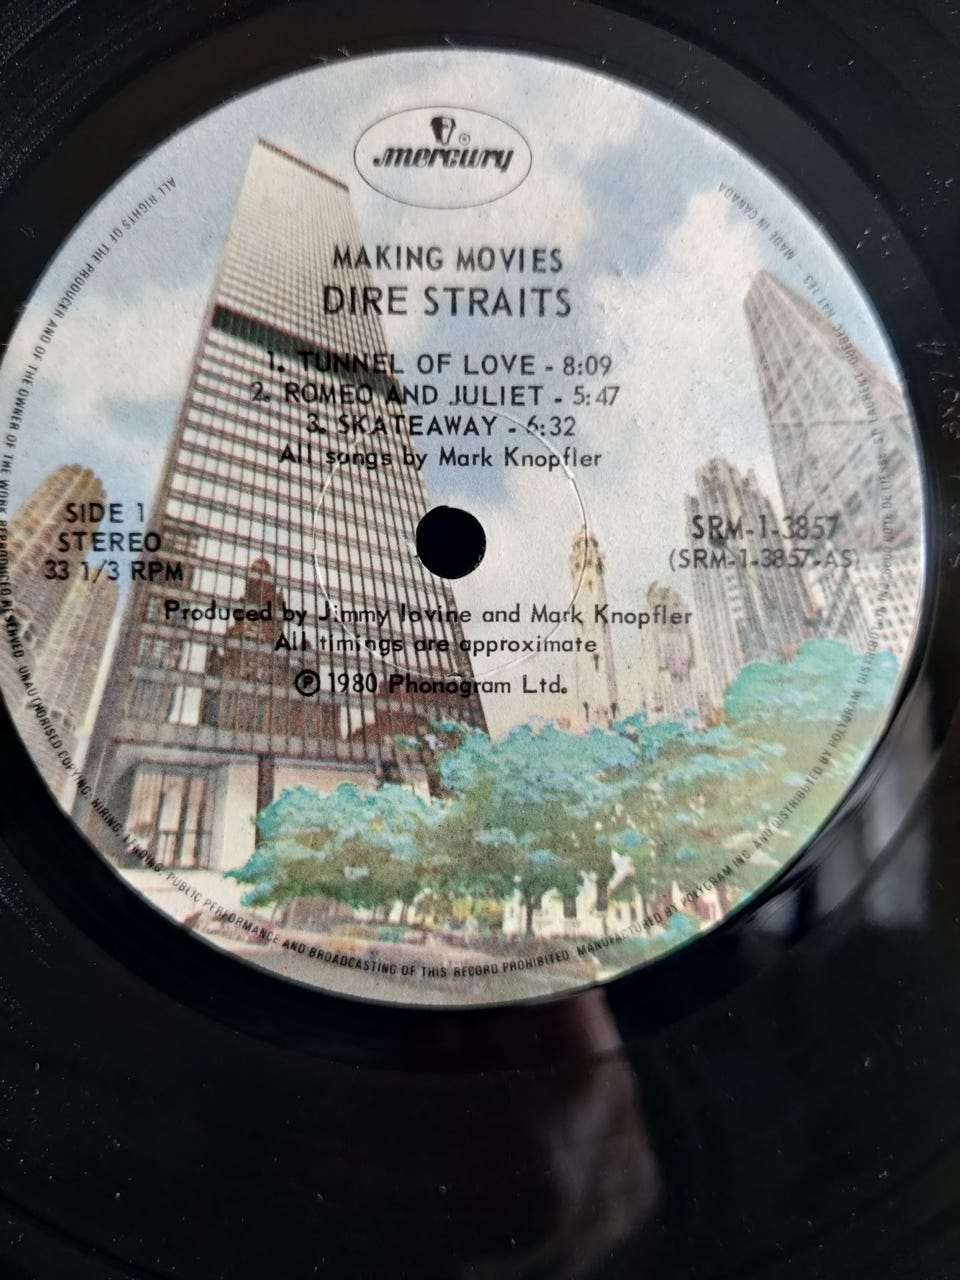 mercury
MAKING MOVIES
DIRE STRAITS
1. TUNNEL OF LOVE - 8:09
2. ROMEO AND JULIET - 5:47
3. SKATEAWAY - 6:32
All songs by Mark Knopfler
SIDE 1
STEREO
33 1/3 RPM
SRM-1-3857
(SRM-1-3857-AS)
Produced by Jimmy Iovine and Mark Knopfler
All timings are approximate
℗ 1980 Phonogram Ltd.
ALL RIGHTS OF THE PRODUCER AND OF THE OWNER OF THE WORK REPRODUCED RESERVED. UNAUTHORISED COPYING, HIRING, LENDING, PUBLIC PERFORMANCE AND BROADCASTING OF THIS RECORD PROHIBITED. MANUFACTURED BY POLYGRAM INC. AND DISTRIBUTED BY POLYGRAM QUEBEC H4T 1E3 - MADE IN CANADA